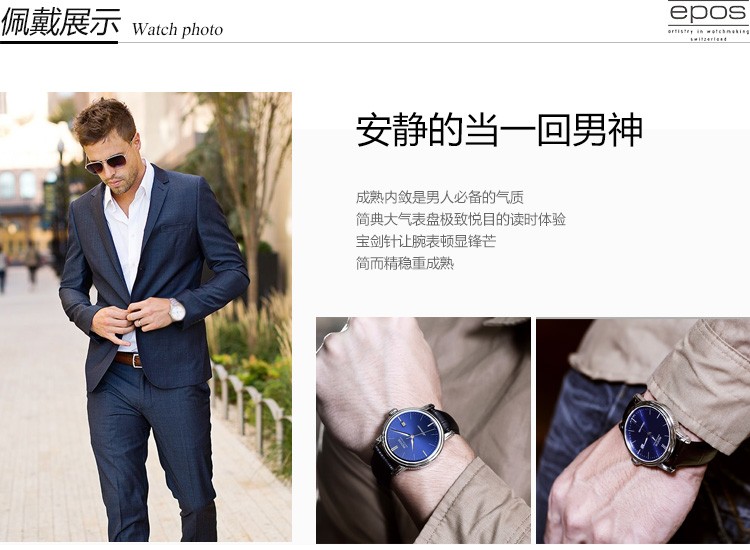 佩戴展示 Watch photo
epos
artistry in watchmaking
switzerland
安静的当一回男神
成熟内敛是男人必备的气质
简典大气表盘极致悦目的读时体验
宝剑针让腕表顿显锋芒
简而精稳重成熟